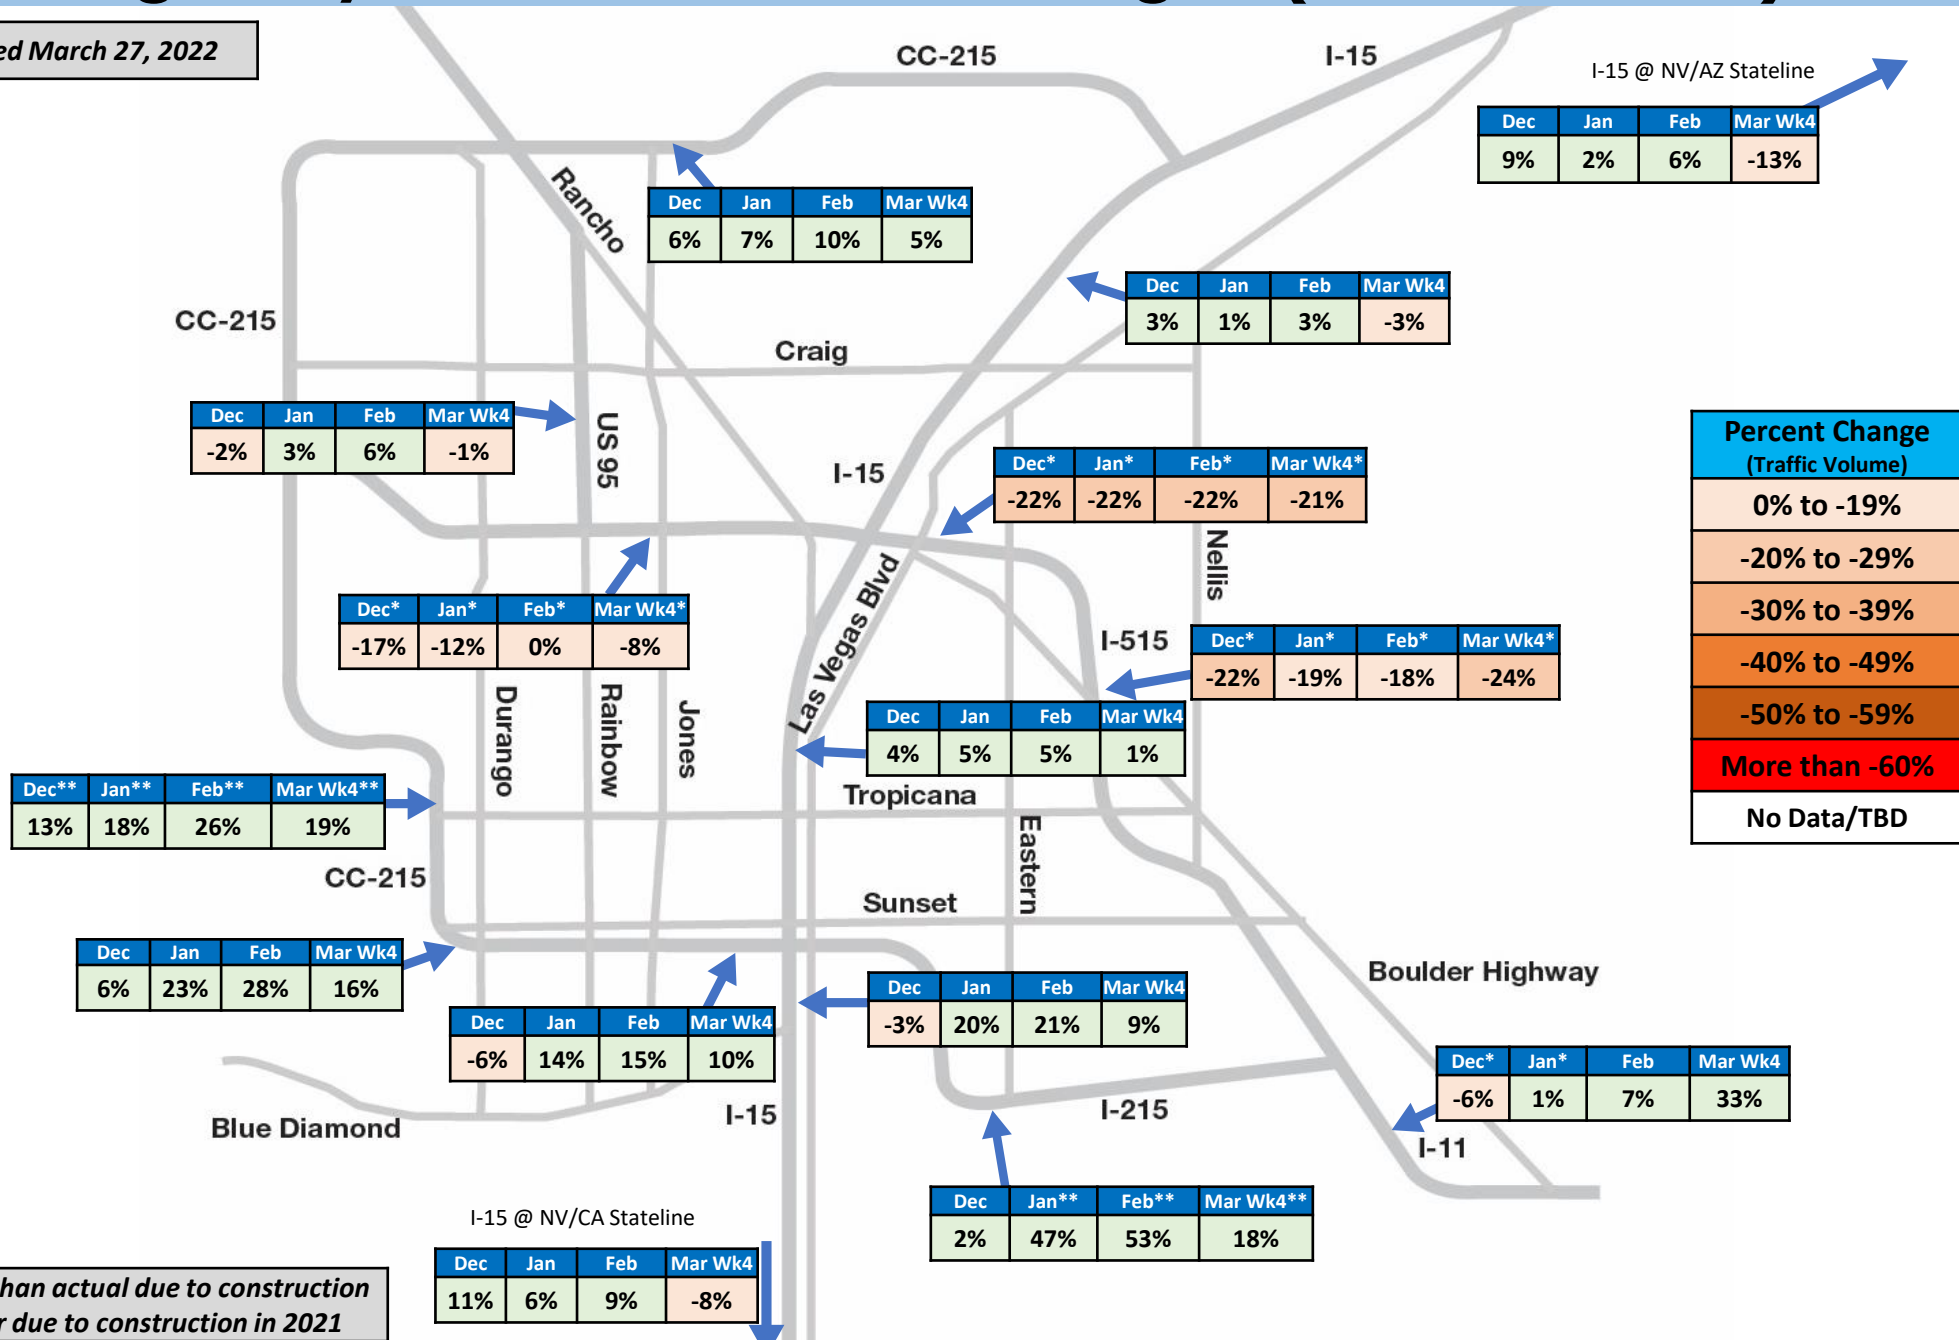 March 27, 2022
CC-215
I-15
I-15 @ NV/AZ Stateline
Dec Jan Feb Mar Wk4
9% 2% 6% -13%
Rancho
Dec Jan Feb Mar Wk4
6% 7% 10% 5%
Dec Jan Feb Mar Wk4
3% 1% 3% -3%
CC-215
Craig
Dec Jan Feb Mar Wk4
-2% 3% 6% -1%
US 95
I-15
Dec* Jan* Feb* Mar Wk4*
-22% -22% -22% -21%
Percent Change
(Traffic Volume)
0% to -19%
-20% to -29%
-30% to -39%
-40% to -49%
-50% to -59%
More than -60%
No Data/TBD
Nellis
Las Vegas Blvd
Dec* Jan* Feb* Mar Wk4*
-17% -12% 0% -8%
I-515
Dec* Jan* Feb* Mar Wk4*
-22% -19% -18% -24%
Durango
Rainbow
Jones
Dec Jan Feb Mar Wk4
4% 5% 5% 1%
Dec** Jan** Feb** Mar Wk4**
13% 18% 26% 19%
Tropicana
Eastern
CC-215
Sunset
Dec Jan Feb Mar Wk4
6% 23% 28% 16%
Boulder Highway
Dec Jan Feb Mar Wk4
-3% 20% 21% 9%
Dec Jan Feb Mar Wk4
-6% 14% 15% 10%
Dec* Jan* Feb Mar Wk4
-6% 1% 7% 33%
Blue Diamond
I-15
I-215
I-11
Dec Jan** Feb** Mar Wk4**
2% 47% 53% 18%
I-15 @ NV/CA Stateline
Dec Jan Feb Mar Wk4
11% 6% 9% -8%
han actual due to construction
r due to construction in 2021